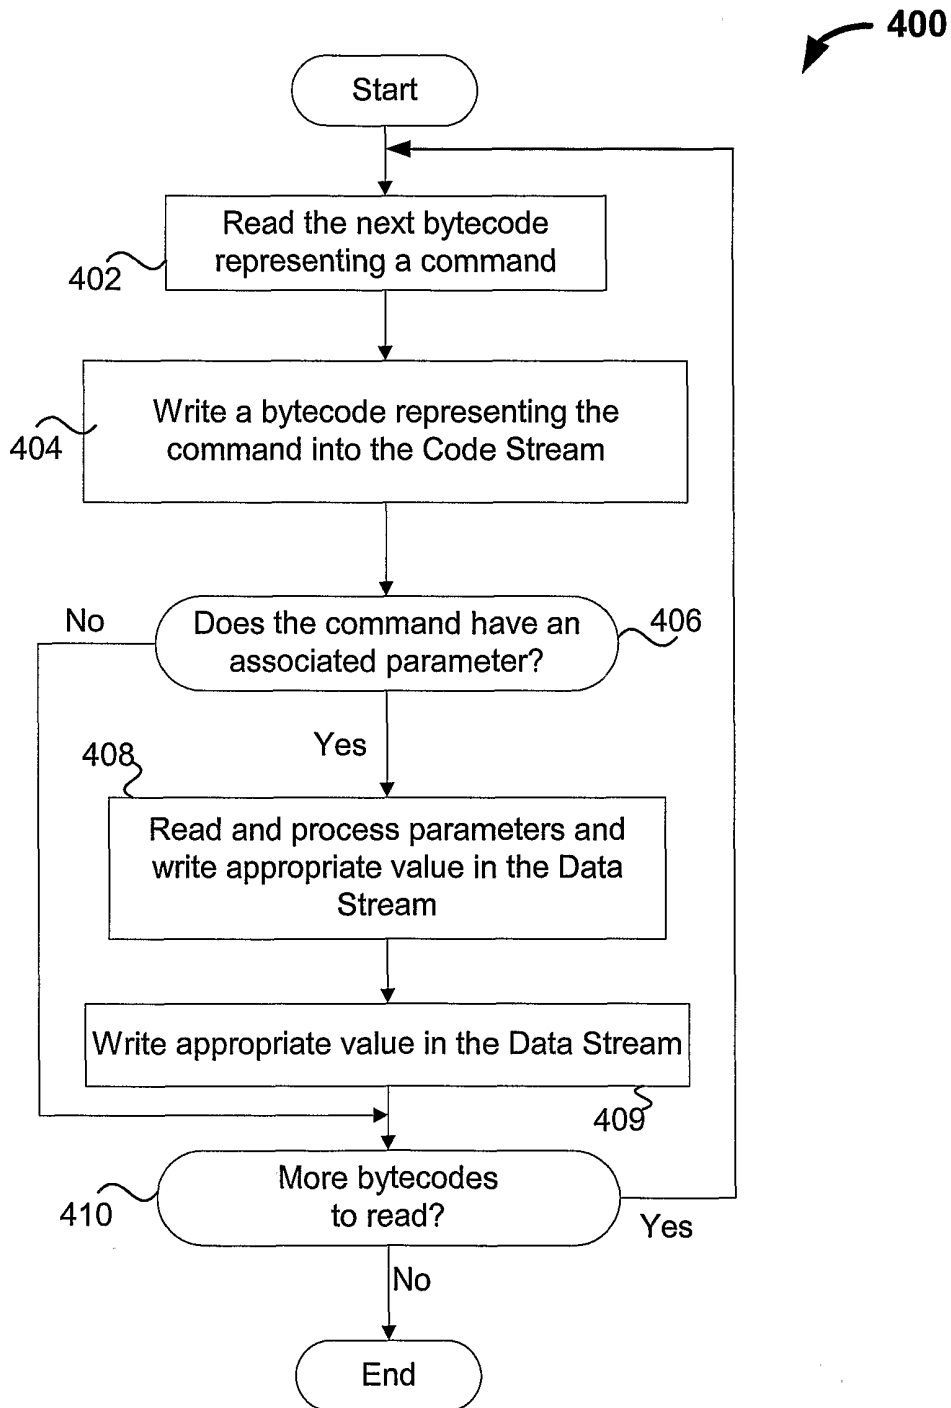 400
Start
Read the next bytecode
representing a command
402
Write a bytecode representing the
command into the Code Stream
404
No
Does the command have an
associated parameter?
406
Yes
408
Read and process parameters and
write appropriate value in the Data
Stream
Write appropriate value in the Data Stream
409
More bytecodes
to read?
410
Yes
No
End